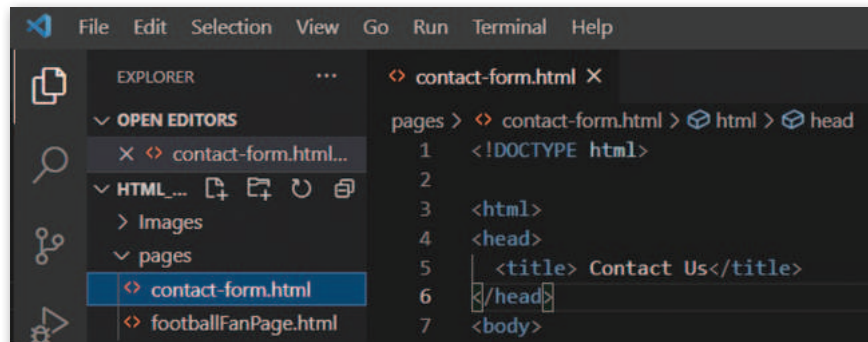 File Edit Selection View Go Run Terminal Help
EXPLORER ...
OPEN EDITORS
contact-form.html...
HTML_...
Images
pages
contact-form.html
footballFanPage.html
contact-form.html
pages > contact-form.html > html > head
1 <!DOCTYPE html>
2
3 <html>
4 <head>
5 <title> Contact Us</title>
6 </head>
7 <body>